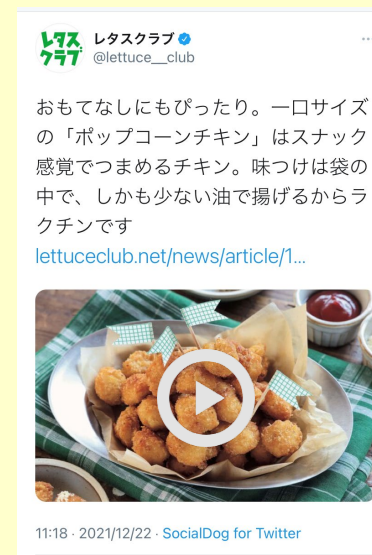 レタスクラブ
レタスクラブ
@lettuce__club
おもてなしにもぴったり。一口サイズ
の「ポップコーンチキン」はスナック
感覚でつまめるチキン。味つけは袋の
中で、しかも少ない油で揚げるからラ
クチンです
lettuceclub.net/news/article/1...
11:18 · 2021/12/22 · SocialDog for Twitter